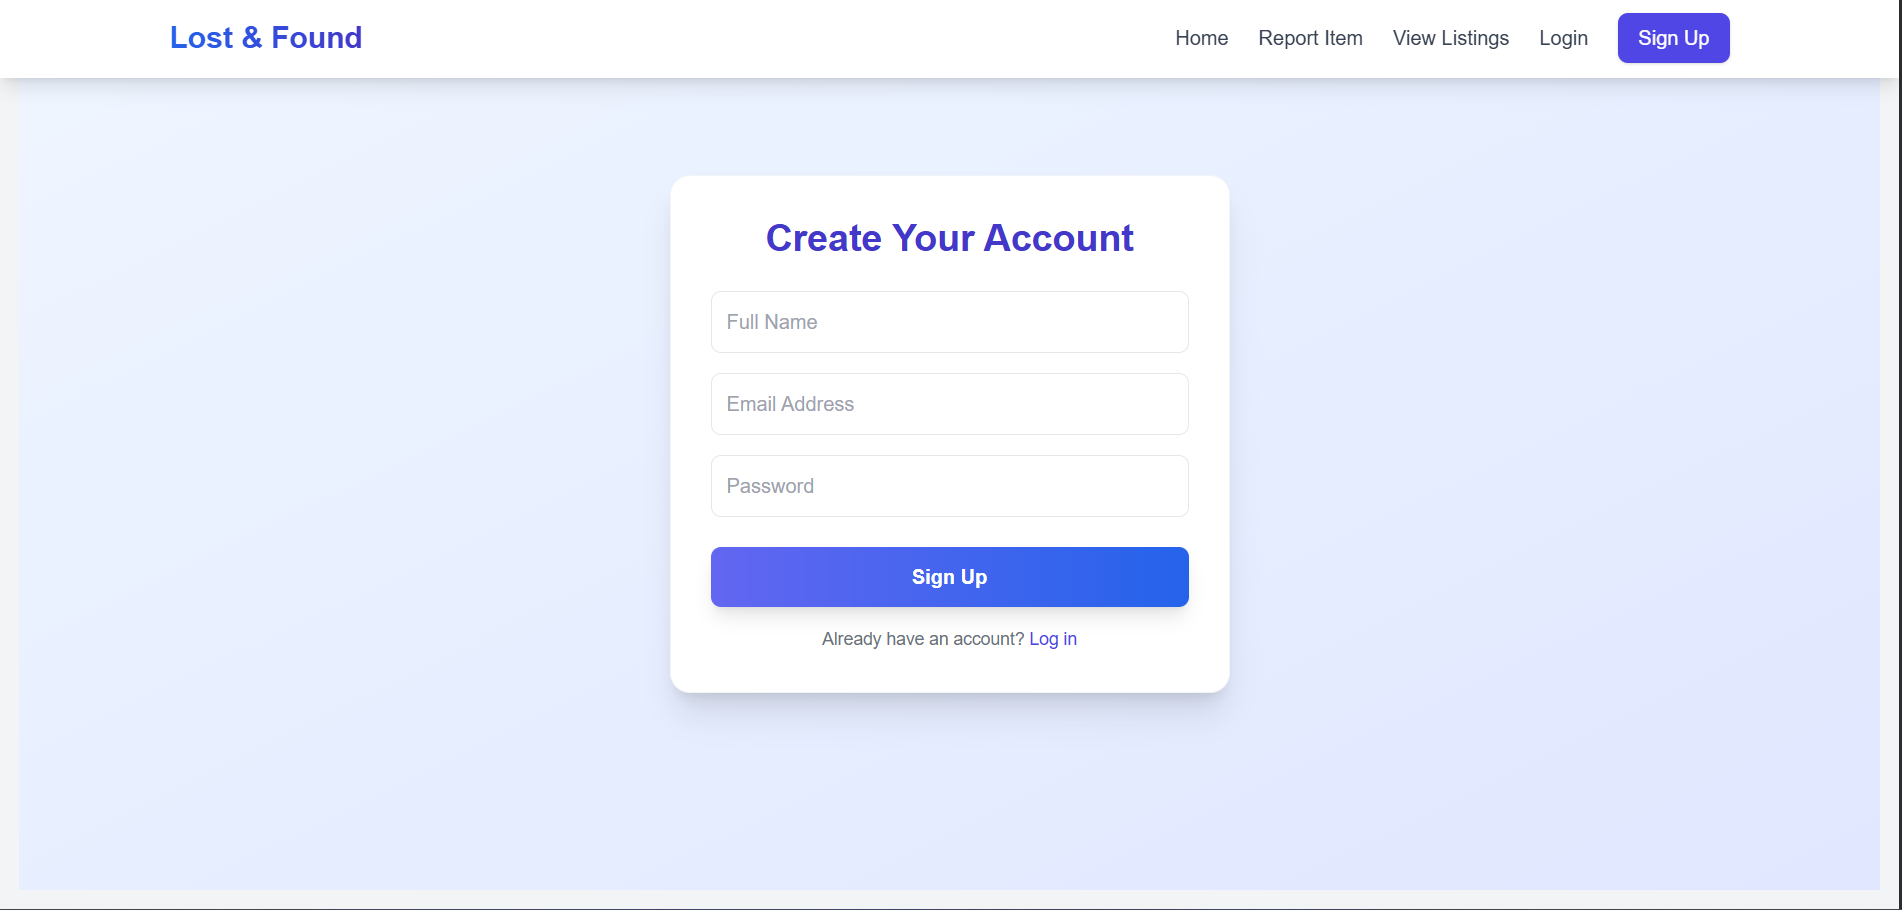 Lost & Found
Home Report Item View Listings Login Sign Up
Create Your Account
Full Name
Email Address
Password
Sign Up
Already have an account? Log in